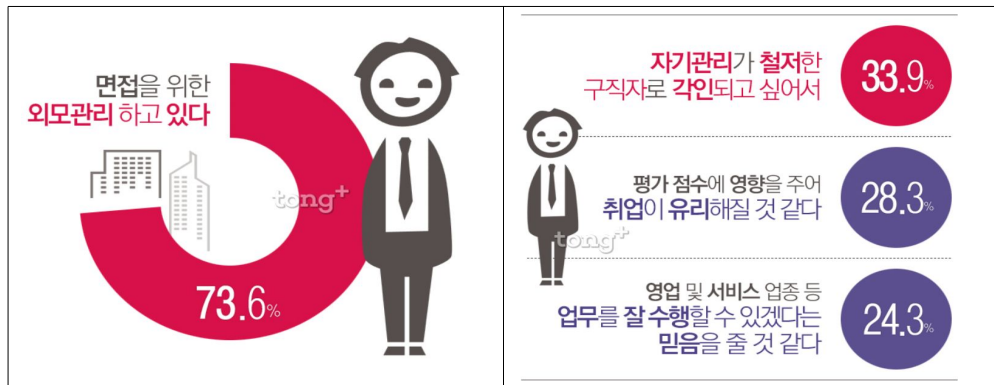 면접을 위한
외모관리 하고 있다
tong+
73.6%
자기관리가 철저한
구직자로 각인되고 싶어서
33.9%
평가 점수에 영향을 주어
취업이 유리해질 것 같다
28.3%
tong+
영업 및 서비스 업종 등
업무를 잘 수행할 수 있겠다는
믿음을 줄 것 같다
24.3%